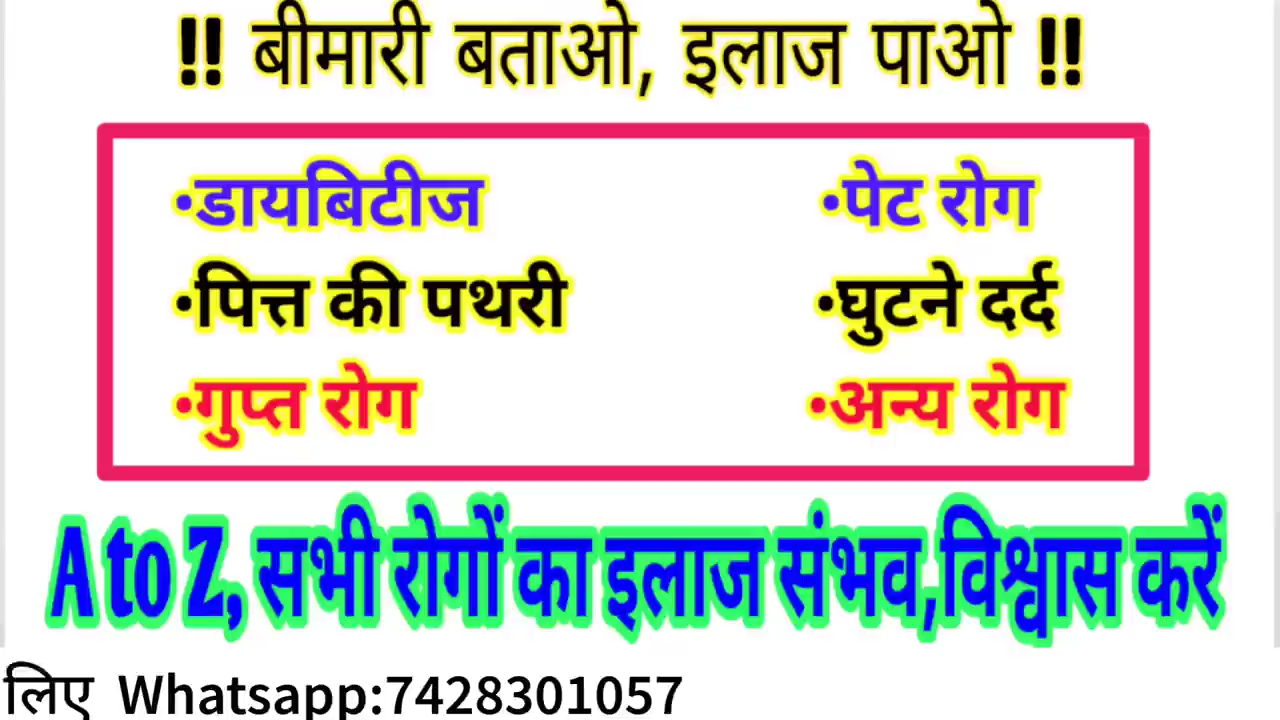 !! बीमारी बताओ, इलाज पाओ !!
•डायबिटीज •पेट रोग
•पित्त की पथरी •घुटने दर्द
•गुप्त रोग •अन्य रोग
A to Z, सभी रोगों का इलाज संभव,विश्वास करें
लिए Whatsapp:7428301057